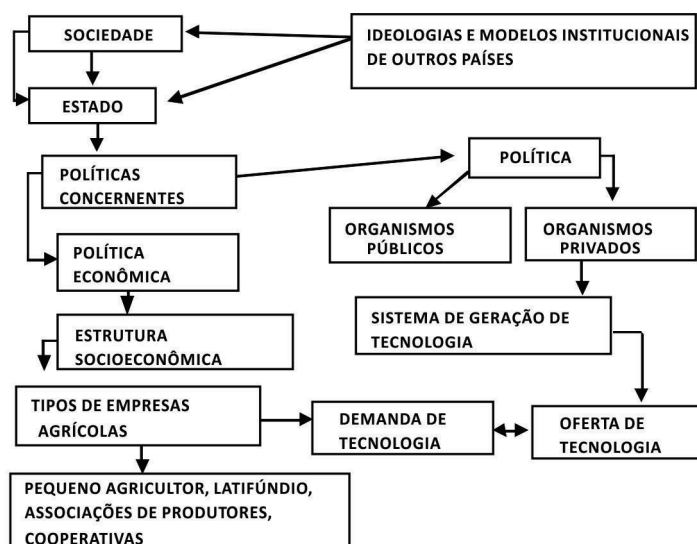 SOCIEDADE
IDEOLOGIAS E MODELOS INSTITUCIONAIS
DE OUTROS PAÍSES
ESTADO
POLÍTICAS
CONCERNENTES
POLÍTICA
ORGANISMOS
PÚBLICOS
ORGANISMOS
PRIVADOS
POLÍTICA
ECONÔMICA
SISTEMA DE GERAÇÃO DE
TECNOLOGIA
ESTRUTURA
SOCIOECONÔMICA
TIPOS DE EMPRESAS
AGRÍCOLAS
DEMANDA DE
TECNOLOGIA
OFERTA DE
TECNOLOGIA
PEQUENO AGRICULTOR, LATIFÚNDIO,
ASSOCIAÇÕES DE PRODUTORES,
COOPERATIVAS